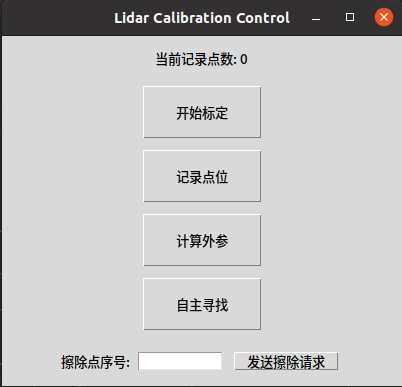 Lidar Calibration Control
当前记录点数: 0
开始标定
记录点位
计算外参
自主寻找
擦除点序号: 发送擦除请求